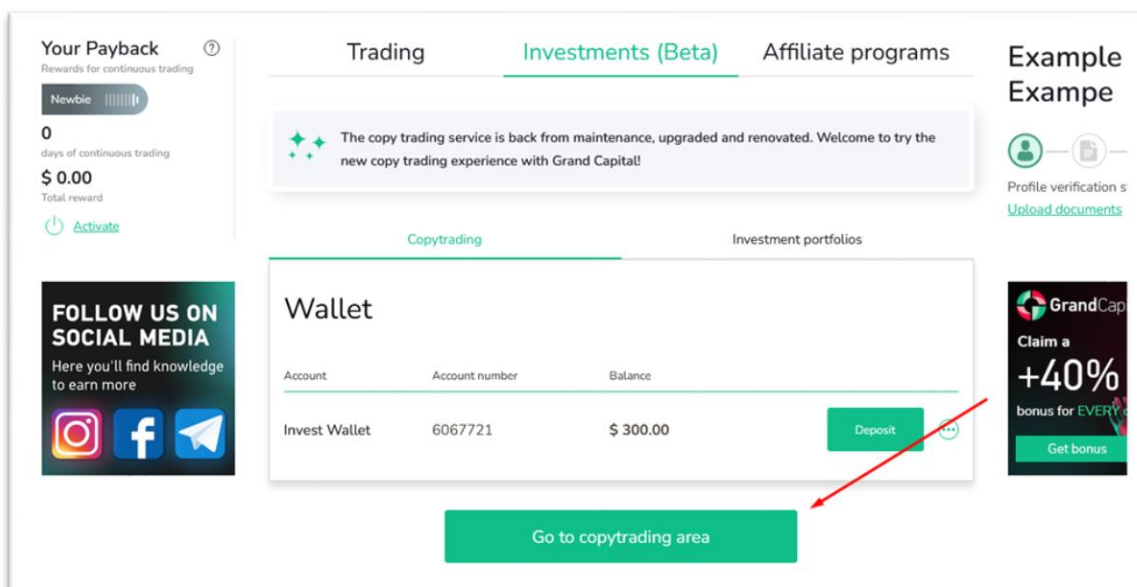 Your Payback
Rewards for continuous trading
Newbie
0
days of continuous trading
$ 0.00
Total reward
Activate
FOLLOW US ON
SOCIAL MEDIA
Here you'll find knowledge
to earn more
Trading
Investments (Beta)
Affiliate programs
The copy trading service is back from maintenance, upgraded and renovated. Welcome to try the
new copy trading experience with Grand Capital!
Copytrading
Investment portfolios
Wallet
Account
Account number
Balance
Invest Wallet
6067721
$ 300.00
Deposit
Go to copytrading area
Example
Exampe
Profile verification s
Upload documents
GrandCap
Claim a
+40%
bonus for EVERY
Get bonus